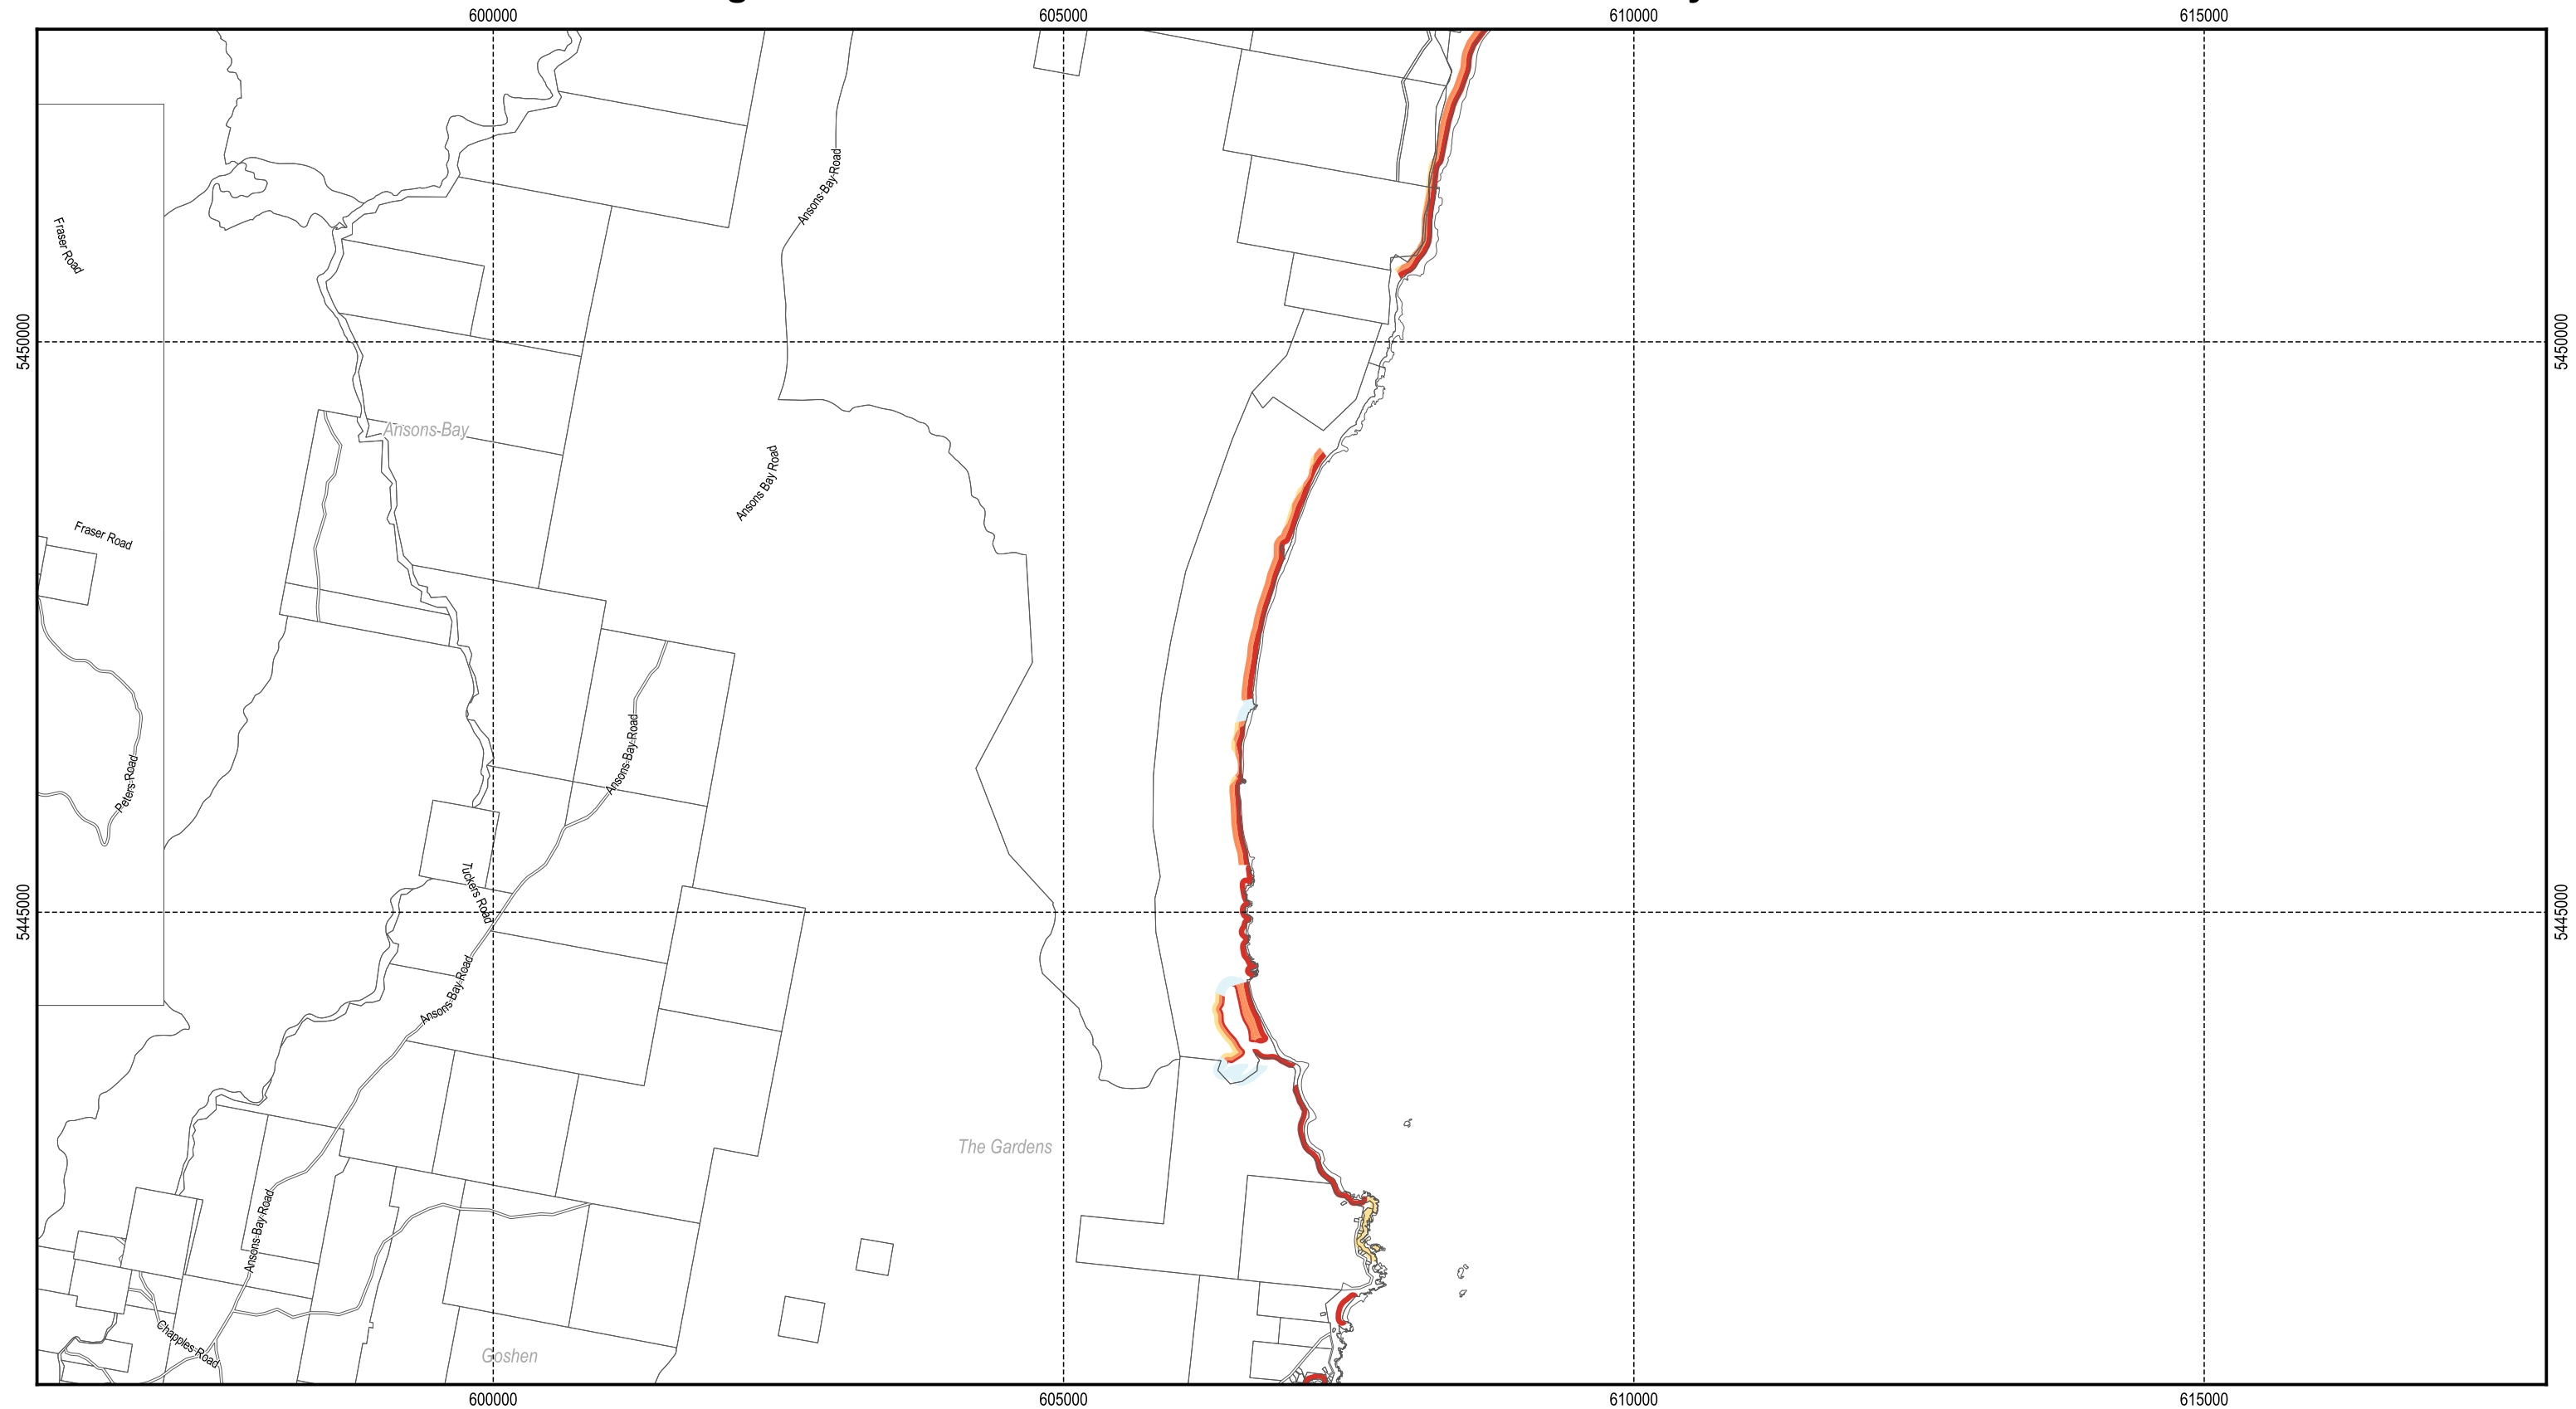 600000
605000
610000
615000
Ansons-Bay-Road
Fraser Road
5450000
5450000
Ansons-Bay
Ansons Bay Road
Fraser Road
Ansons-Bay-Road
Peters-Road
Tuckers Road
5445000
5445000
Ansons-Bay-Road
The Gardens
Ansons-Bay-Road
Chapples Road
Goshen
600000
605000
610000
615000